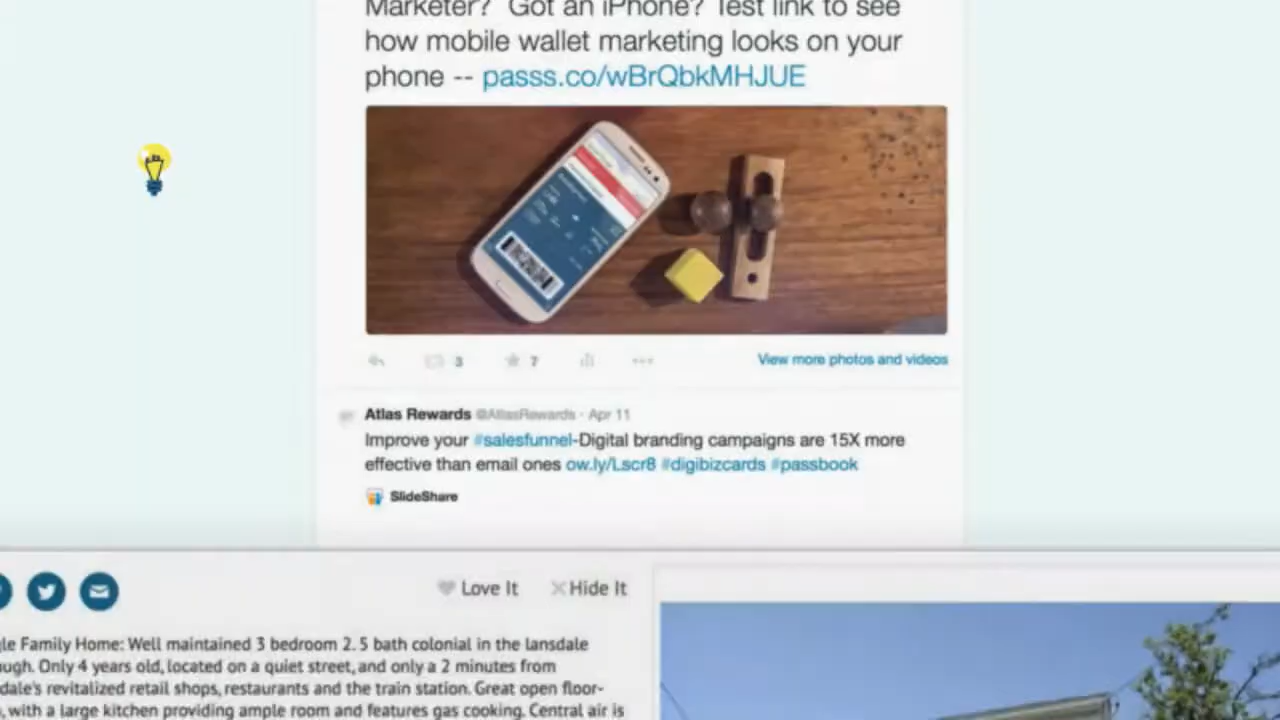 Marketer? Got an iPhone? Test link to see
how mobile wallet marketing looks on your
phone -- passs.co/wBrQbkMHJUE
3
7
View more photos and videos
Atlas Rewards @AtlasRewards · Apr 11
Improve your #salesfunnel-Digital branding campaigns are 15X more
effective than email ones ow.ly/Lscr8 #digibizcards #passbook
SlideShare
Love It
Hide It
gle Family Home: Well maintained 3 bedroom 2.5 bath colonial in the lansdale
ough. Only 4 years old, located on a quiet street, and only a 2 minutes from
dale's revitalized retail shops, restaurants and the train station. Great open floor-
, with a large kitchen providing ample room and features gas cooking. Central air is